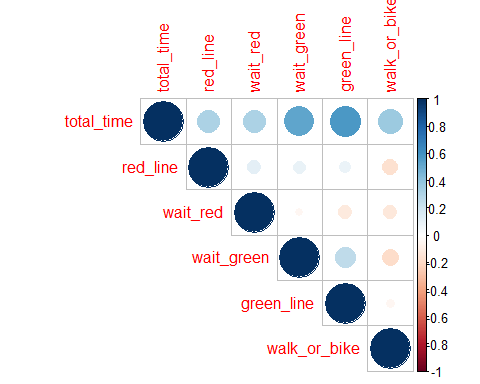 total_time
red_line
wait_red
wait_green
green_line
walk_or_bike
total_time
red_line
wait_red
wait_green
green_line
walk_or_bike
1
0.8
0.6
0.4
0.2
0
-0.2
-0.4
-0.6
-0.8
-1